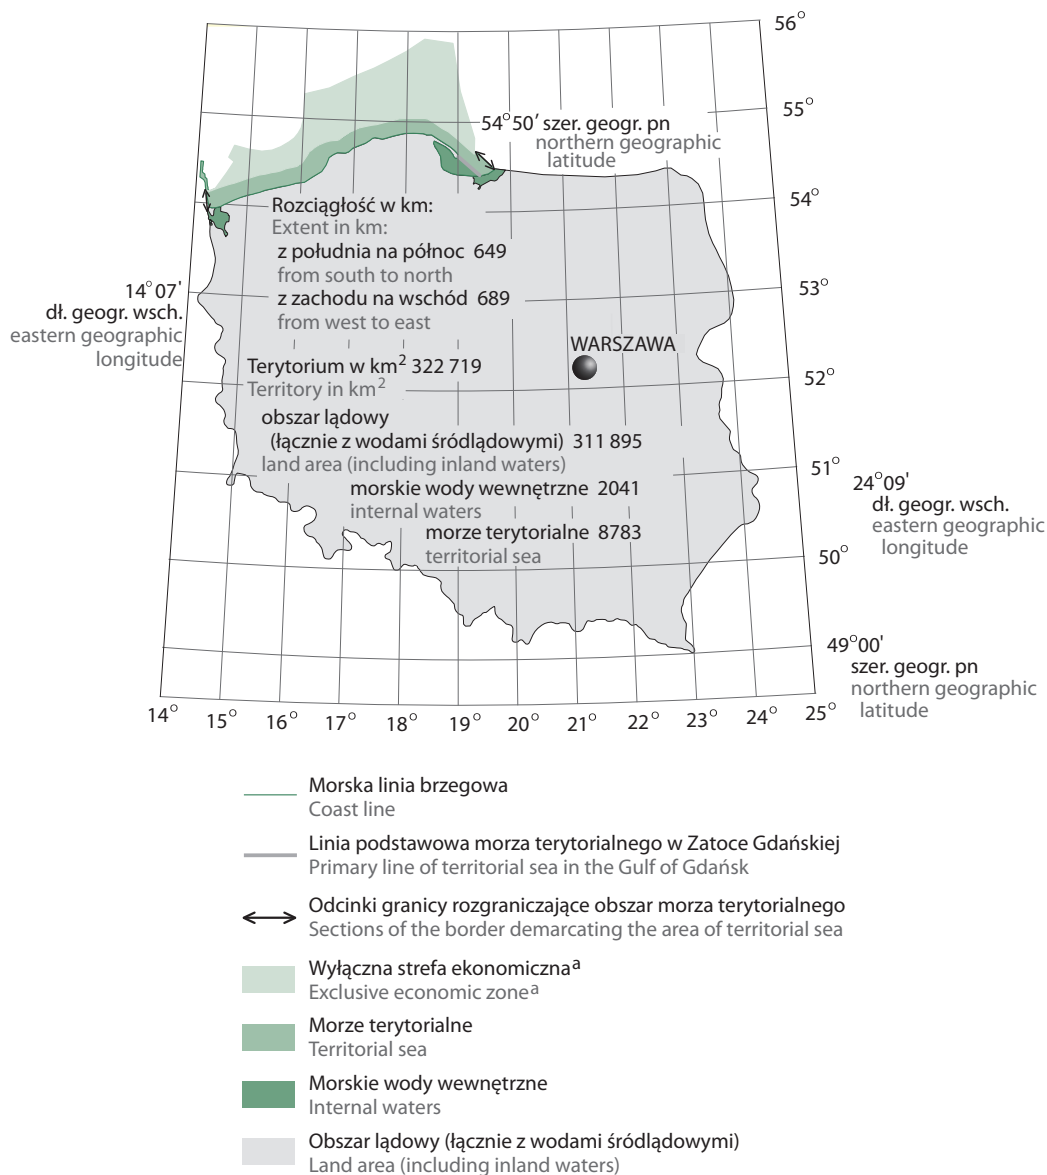 56°
55°
54°50′ szer. geogr. pn
northern geographic
latitude
54°
Rozciągłość w km:
Extent in km:
z południa na północ 649
from south to north
z zachodu na wschód 689
from west to east
53°
14°07'
dł. geogr. wsch.
eastern geographic
longitude
WARSZAWA
Terytorium w km² 322 719
Territory in km²
52°
obszar lądowy
(łącznie z wodami śródlądowymi) 311 895
land area (including inland waters)
51°
morskie wody wewnętrzne 2041
internal waters
24°09'
dł. geogr. wsch.
eastern geographic
longitude
morze terytorialne 8783
territorial sea
50°
49°00'
szer. geogr. pn
northern geographic
latitude
14° 15° 16° 17° 18° 19° 20° 21° 22° 23° 24° 25°
Morska linia brzegowa
Coast line
Linia podstawowa morza terytorialnego w Zatoce Gdańskiej
Primary line of territorial sea in the Gulf of Gdańsk
Odcinki granicy rozgraniczające obszar morza terytorialnego
Sections of the border demarcating the area of territorial sea
Wyłączna strefa ekonomiczna a
Exclusive economic zone a
Morze terytorialne
Territorial sea
Morskie wody wewnętrzne
Internal waters
Obszar lądowy (łącznie z wodami śródlądowymi)
Land area (including inland waters)